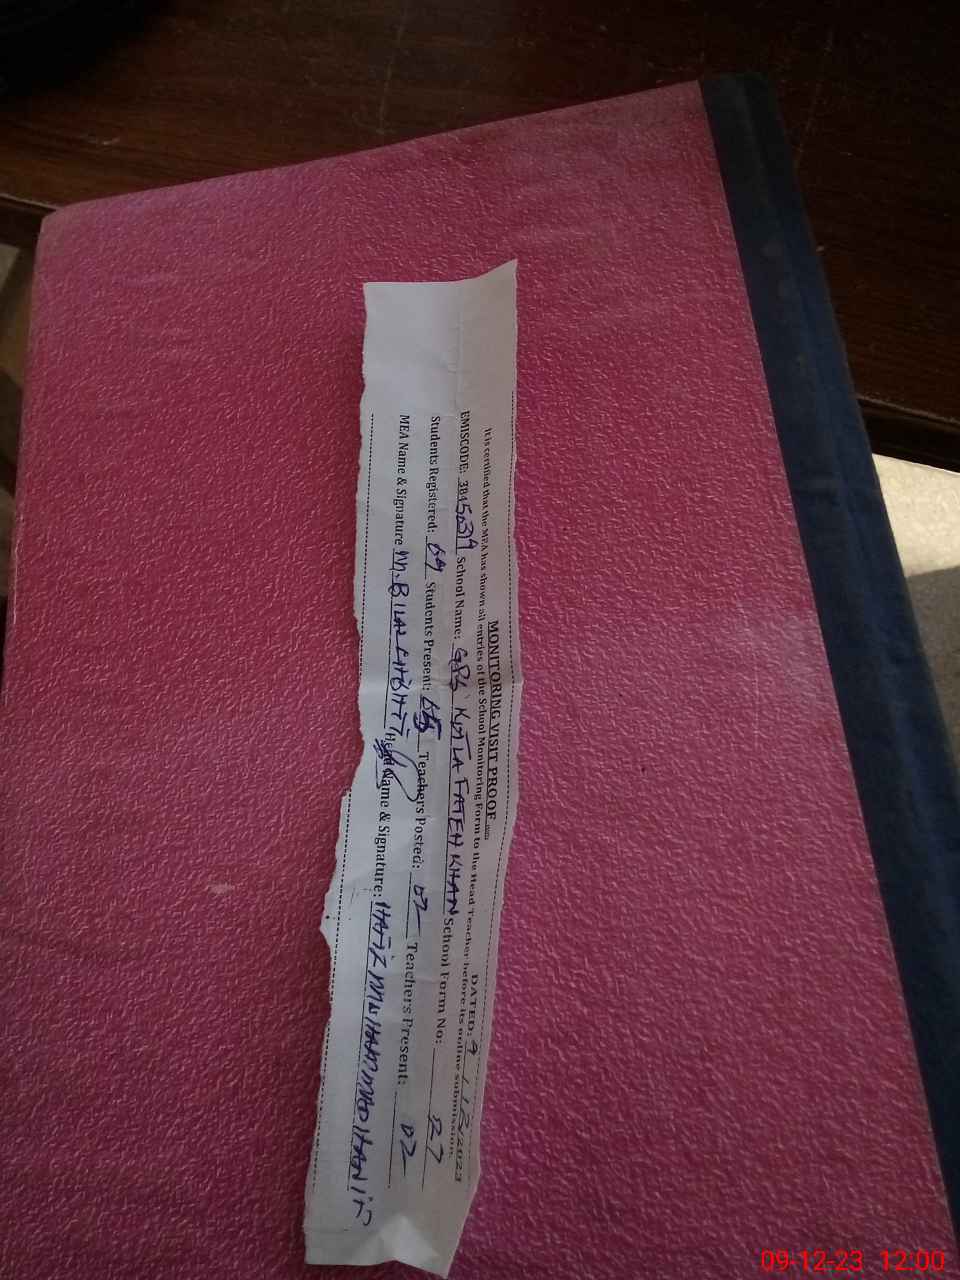 MONITORING VISIT PROOF
DATED: 9/12/2023
It is certified that the MEA has shown all entries of the School Monitoring Form to the Head Teacher before its online submission.
EMISCODE: School Name: GPS KOTLA FATEH KHAN School Form No: 27
Students Registered: 69 Students Present: Teachers Posted: 02 Teachers Present: 02
MEA Name & Signature M. BILAL CHISHTI Head Name & Signature: HAFIZ MUHAMMAD HANIF
09-12-23 12:00